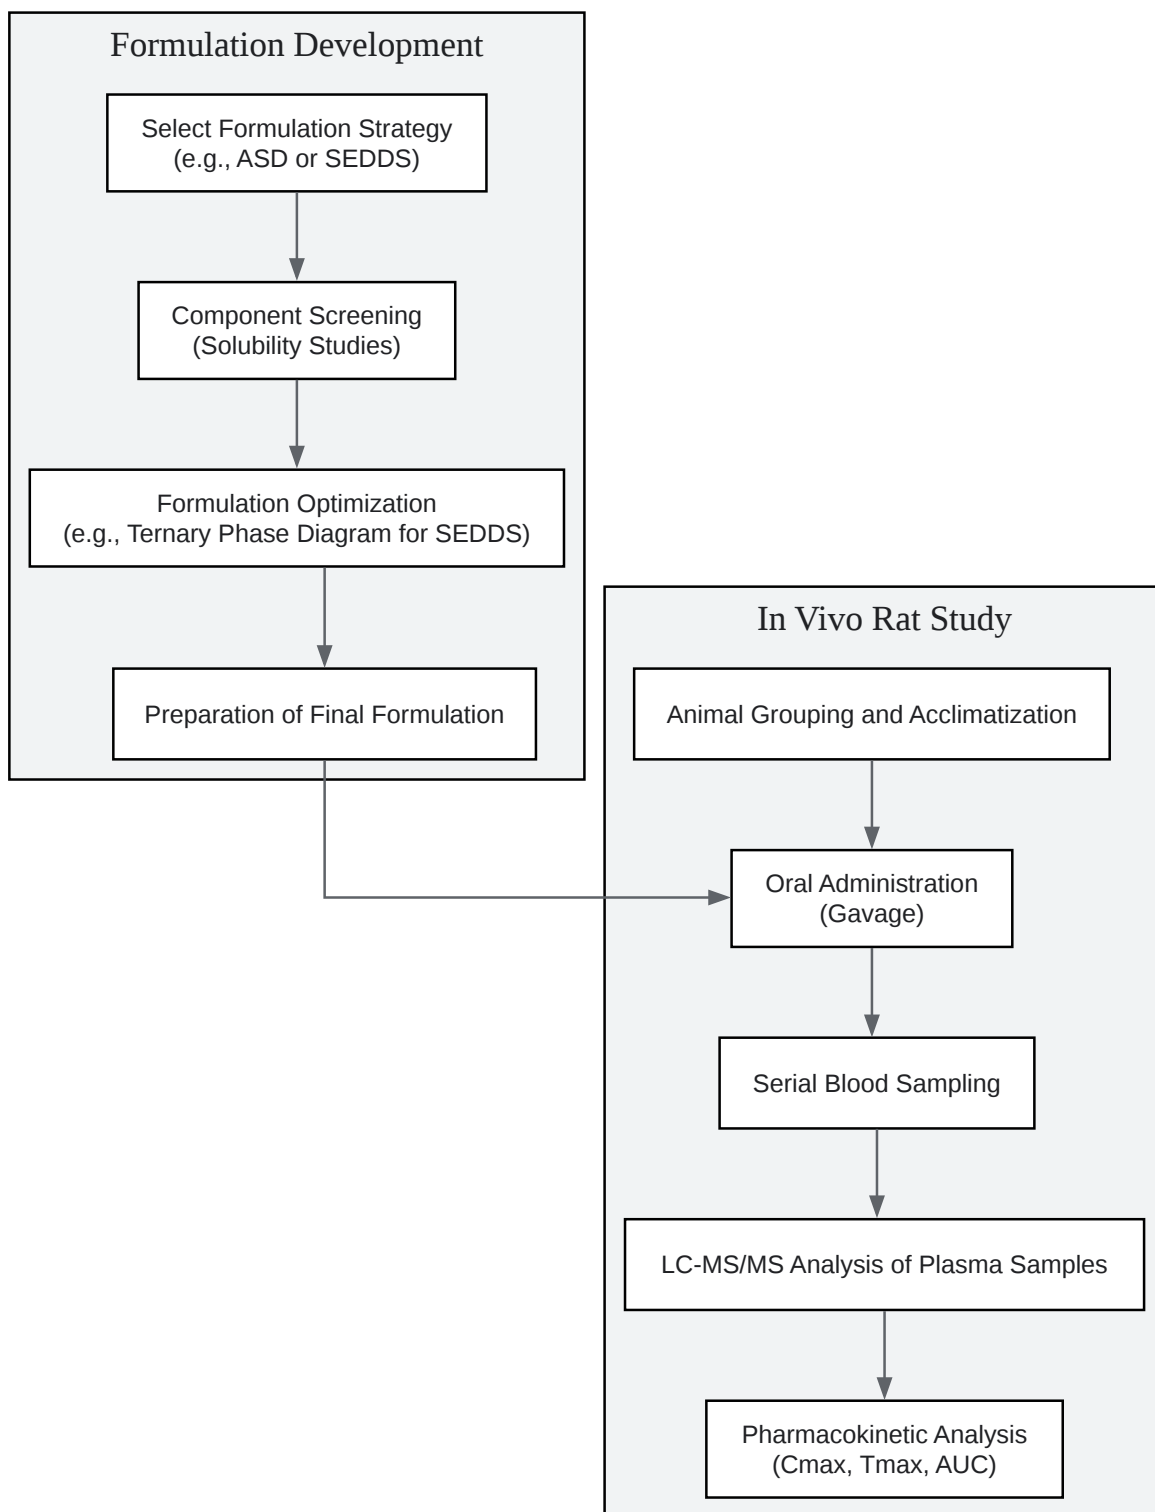 Formulation Development
Select Formulation Strategy
(e.g., ASD or SEDDS)
Component Screening
(Solubility Studies)
Formulation Optimization
(e.g., Ternary Phase Diagram for SEDDS)
Preparation of Final Formulation
In Vivo Rat Study
Animal Grouping and Acclimatization
Oral Administration
(Gavage)
Serial Blood Sampling
LC-MS/MS Analysis of Plasma Samples
Pharmacokinetic Analysis
(Cmax, Tmax, AUC)